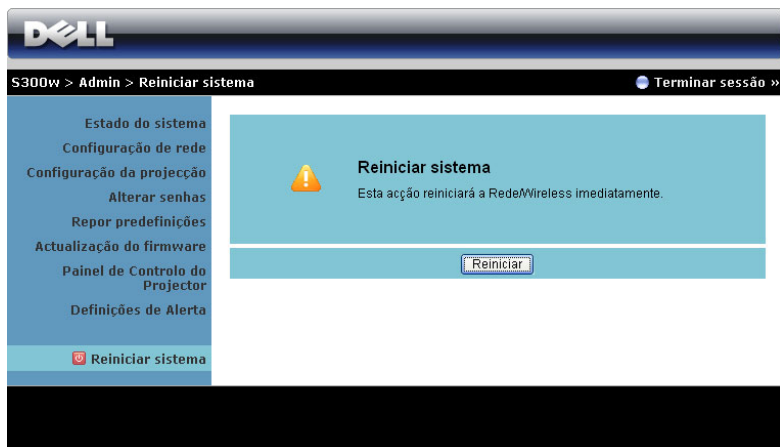 DELL
S300w > Admin > Reiniciar sistema
Terminar sessão »
Estado do sistema
Configuração de rede
Configuração da projecção
Alterar senhas
Repor predefinições
Actualização do firmware
Painel de Controlo do
Projector
Definições de Alerta
Reiniciar sistema
Reiniciar sistema
Esta acção reiniciará a Rede/Wireless imediatamente.
Reiniciar